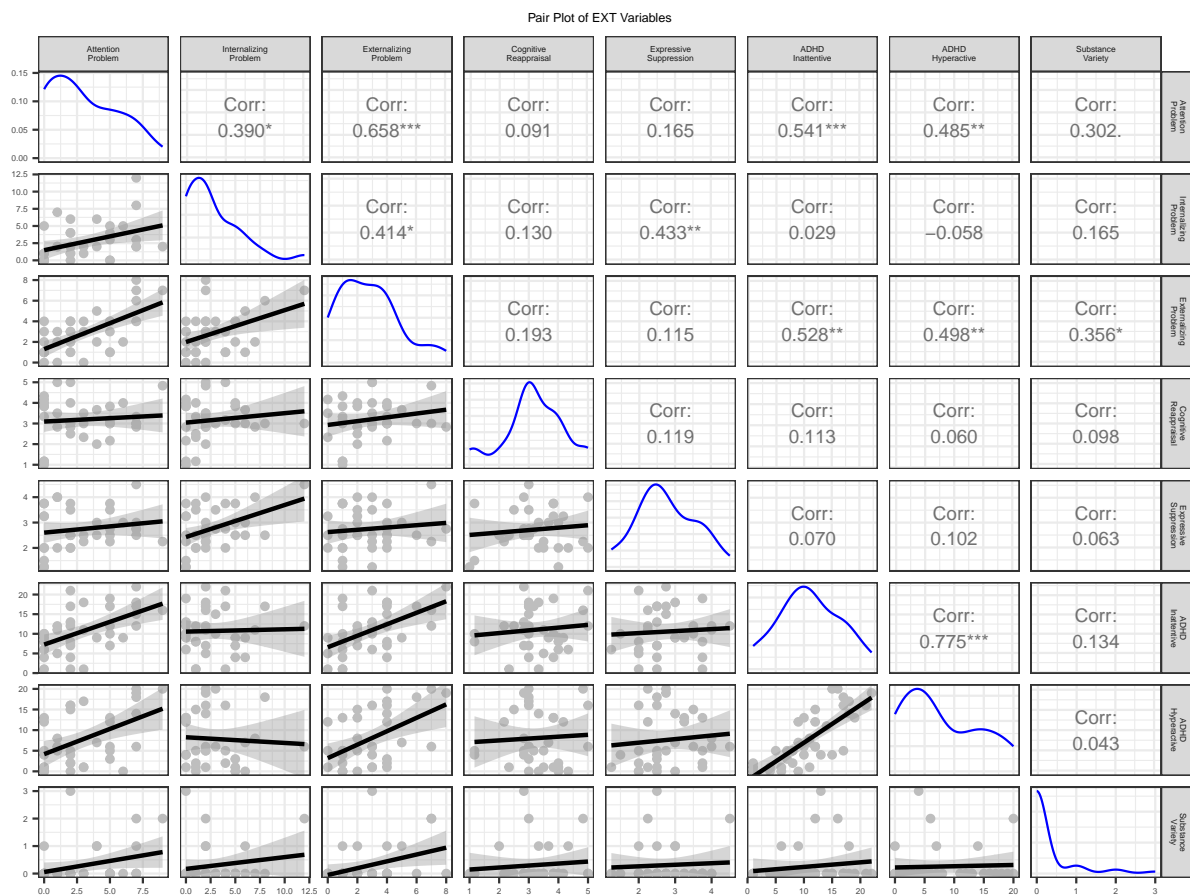 Pair Plot of EXT Variables
Attention
Problem
Internalizing
Problem
Externalizing
Problem
Cognitive
Reappraisal
Expressive
Suppression
ADHD
Inattentive
ADHD
Hyperactive
Substance
Variety
0.15
0.10
0.05
0.00
Corr:
0.390*
Corr:
0.658***
Corr:
0.091
Corr:
0.165
Corr:
0.541***
Corr:
0.485**
Corr:
0.302.
Attention
Problem
12.5
10.0
7.5
5.0
2.5
0.0
Corr:
0.414*
Corr:
0.130
Corr:
0.433**
Corr:
0.029
Corr:
−0.058
Corr:
0.165
Internalizing
Problem
8
6
4
2
0
Corr:
0.193
Corr:
0.115
Corr:
0.528**
Corr:
0.498**
Corr:
0.356*
Externalizing
Problem
5
4
3
2
1
Corr:
0.119
Corr:
0.113
Corr:
0.060
Corr:
0.098
Cognitive
Reappraisal
4
3
2
Corr:
0.070
Corr:
0.102
Corr:
0.063
Expressive
Suppression
20
15
10
5
0
Corr:
0.775***
Corr:
0.134
ADHD
Inattentive
20
15
10
5
0
Corr:
0.043
ADHD
Hyperactive
3
2
1
0
Substance
Variety
0.0 2.5 5.0 7.5
0.0 2.5 5.0 7.5 10.0 12.5
0 2 4 6 8
1 2 3 4 5
2 3 4
0 5 10 15 20
0 5 10 15 20
0 1 2 3